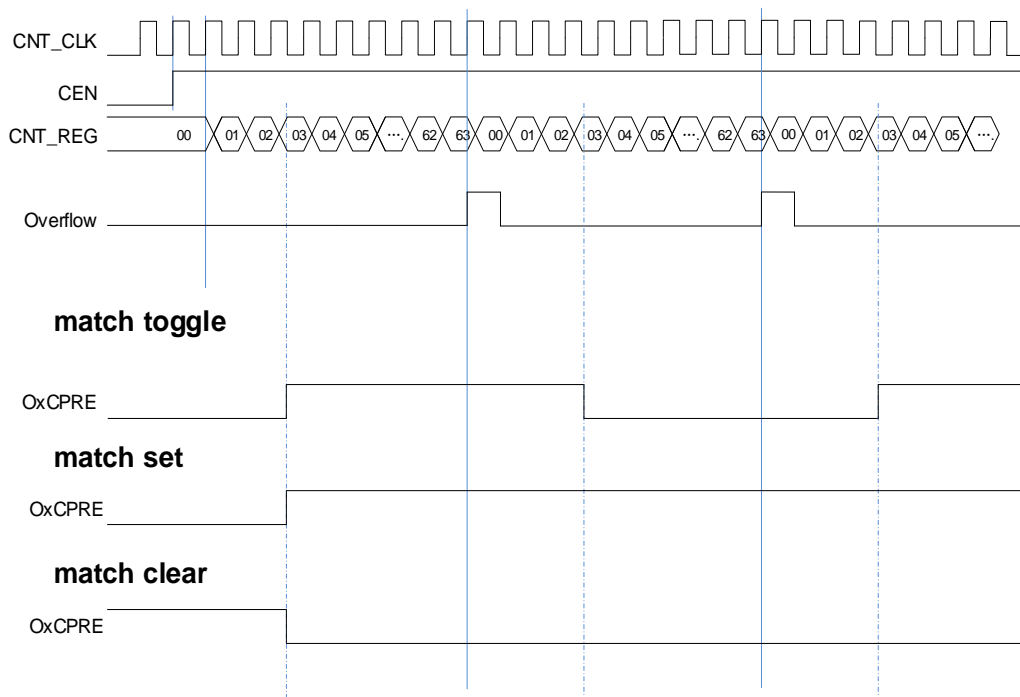 CNT_CLK
CEN
CNT_REG 00 01 02 03 04 05 …. 62 63 00 01 02 03 04 05 …. 62 63 00 01 02 03 04 05 ….
Overflow
match toggle
OxCPRE
match set
OxCPRE
match clear
OxCPRE